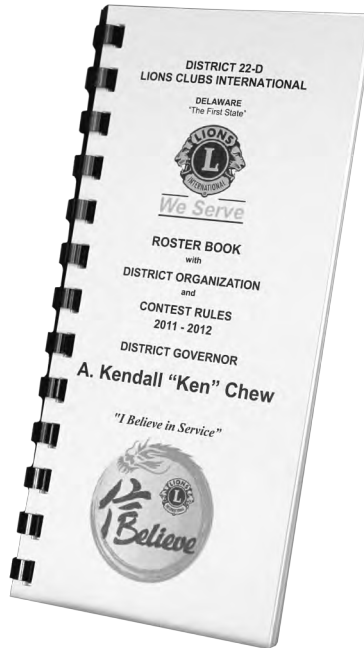 DISTRICT 22-D
LIONS CLUBS INTERNATIONAL
DELAWARE
"The First State"
LIONS
L
INTERNATIONAL
We Serve
ROSTER BOOK
with
DISTRICT ORGANIZATION
and
CONTEST RULES
2011 - 2012
DISTRICT GOVERNOR
A. Kendall “Ken” Chew
"I Believe in Service”
信
LIONS
L
I Believe